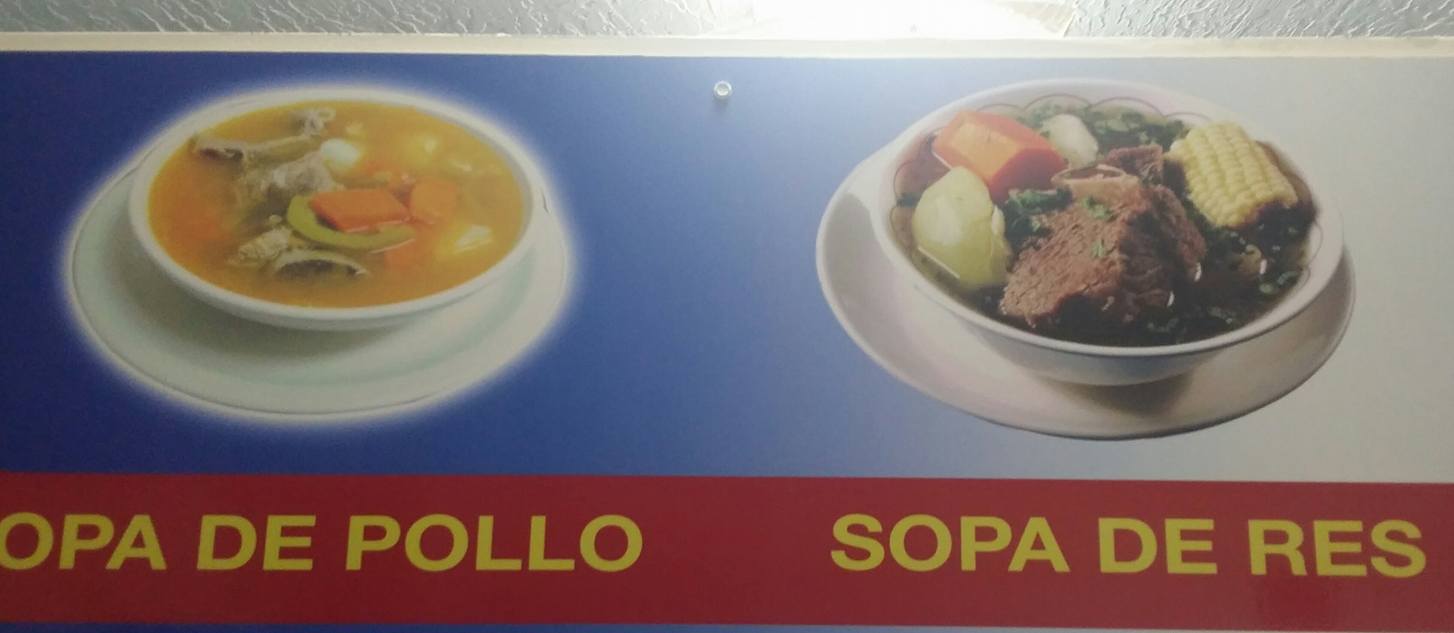 OPA DE POLLO
SOPA DE RES